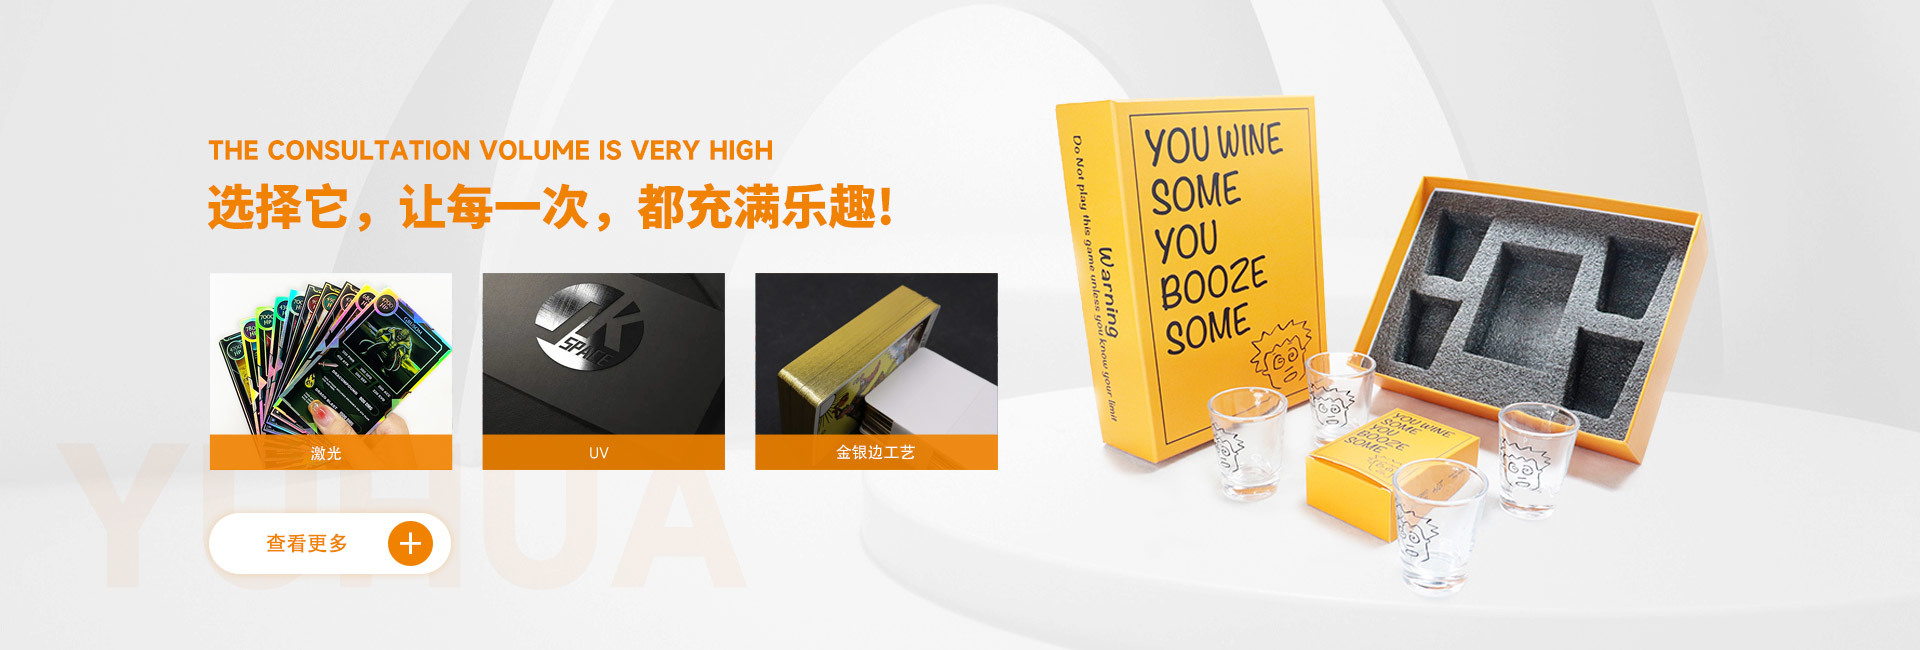 THE CONSULTATION VOLUME IS VERY HIGH
选择它，让每一次，都充满乐趣!
激光
UV
金银边工艺
查看更多
YUHUA
7K
SPACE
YOU WINE
SOME
YOU
BOOZE
SOME
Warning
Do Not play this game unless you know your limit
YOU WINE
SOME
YOU
BOOZE
SOME